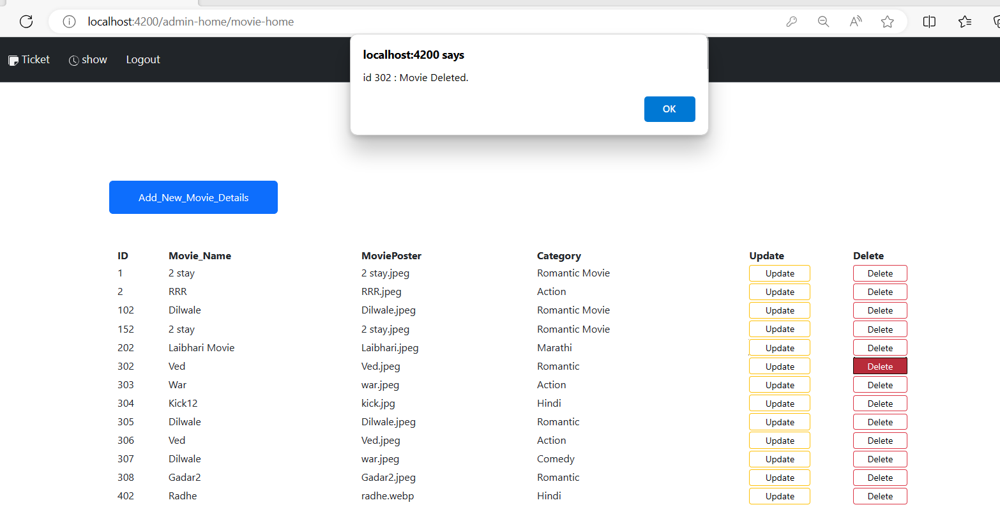 localhost:4200/admin-home/movie-home
Ticket show Logout
localhost:4200 says
id 302 : Movie Deleted.
OK
Add_New_Movie_Details
ID Movie_Name MoviePoster Category Update Delete
1 2 stay 2 stay.jpeg Romantic Movie Update Delete
2 RRR RRR.jpeg Action Update Delete
102 Dilwale Dilwale.jpeg Romantic Movie Update Delete
152 2 stay 2 stay.jpeg Romantic Movie Update Delete
202 Laibhari Movie Laibhari.jpeg Marathi Update Delete
302 Ved Ved.jpeg Romantic Update Delete
303 War war.jpeg Action Update Delete
304 Kick12 kick.jpg Hindi Update Delete
305 Dilwale Dilwale.jpeg Romantic Update Delete
306 Ved Ved.jpeg Action Update Delete
307 Dilwale war.jpeg Comedy Update Delete
308 Gadar2 Gadar2.jpeg Romantic Update Delete
402 Radhe radhe.webp Hindi Update Delete